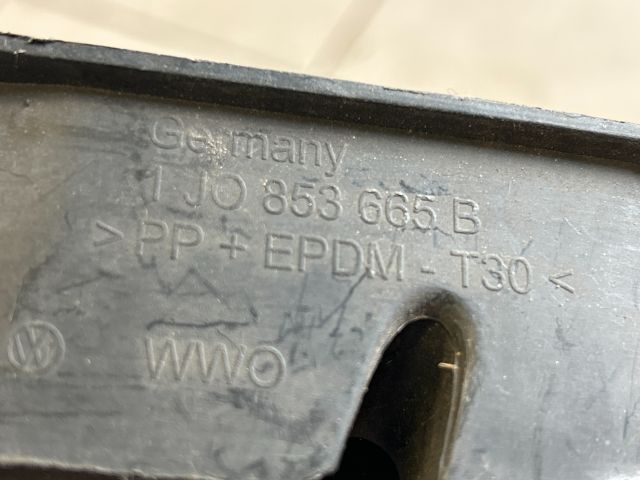 Germany
1 JO 853 665 B
> PP + EPDM - T30 <
WWO